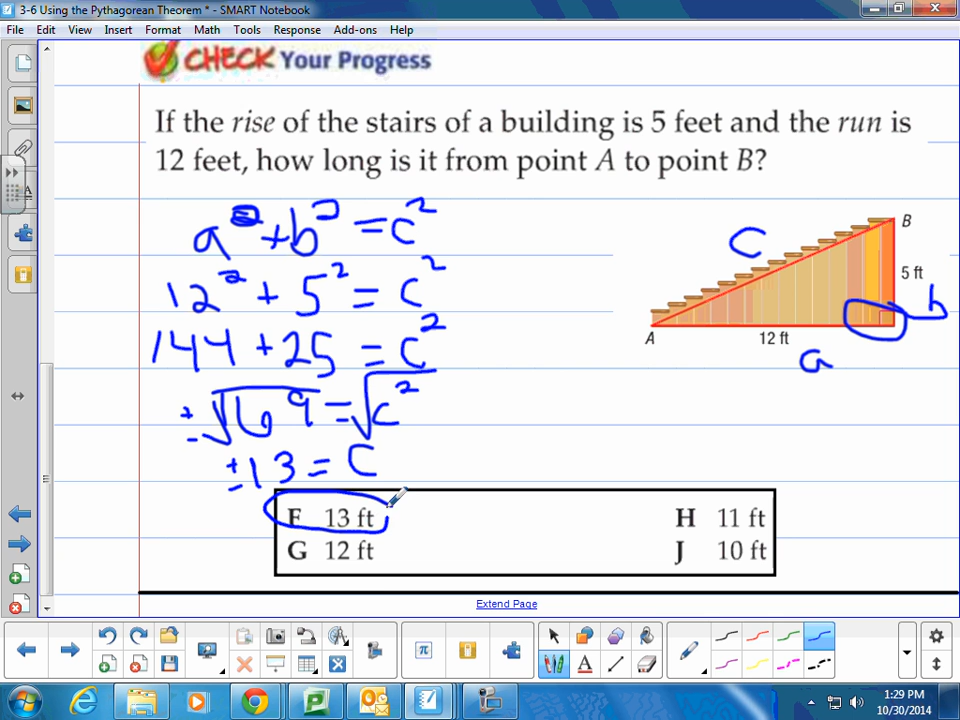 3-6 Using the Pythagorean Theorem * - SMART Notebook
File Edit View Insert Format Math Tools Response Add-ons Help
CHECK Your Progress
If the rise of the stairs of a building is 5 feet and the run is
12 feet, how long is it from point A to point B?
a² + b² = c²
12² + 5² = c²
144 + 25 = c²
± √169 = √c²
± 13 = C
C
B
5 ft
b
A
12 ft
a
F 13 ft
H 11 ft
G 12 ft
J 10 ft
Extend Page
π
A
1:29 PM
10/30/2014